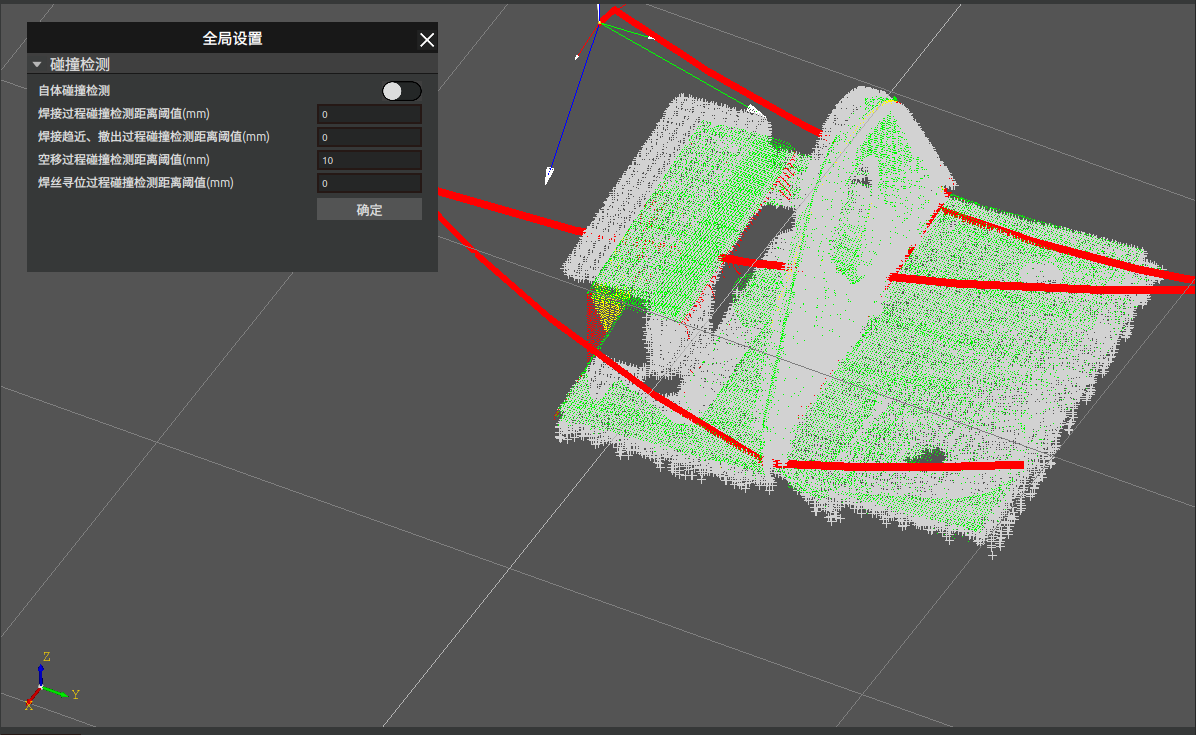 全局设置
碰撞检测
自体碰撞检测
焊接过程碰撞检测距离阈值(mm) 0
焊接趋近、撤出过程碰撞检测距离阈值(mm) 0
空移过程碰撞检测距离阈值(mm) 10
焊丝寻位过程碰撞检测距离阈值(mm) 0
确定
Z
Y
X